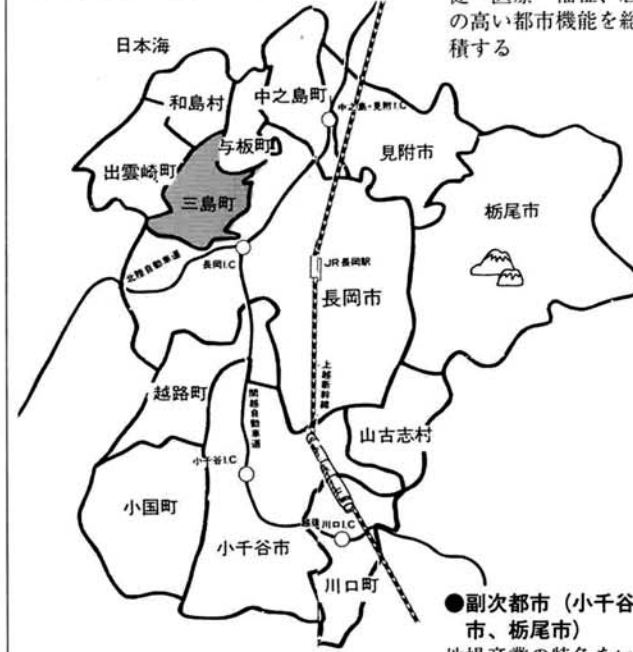 の高い都市機能を総
積する
日本海
和島村
中之島町
中之島・見附I.C
与板町
見附市
出雲崎町
三島町
栃尾市
北陸自動車道
長岡I.C
JR長岡駅
長岡市
上越新幹線
越路町
関越自動車道
山古志村
小千谷I.C
小国町
越後川口I.C
小千谷市
川口町
●副次都市（小千谷
市、栃尾市）